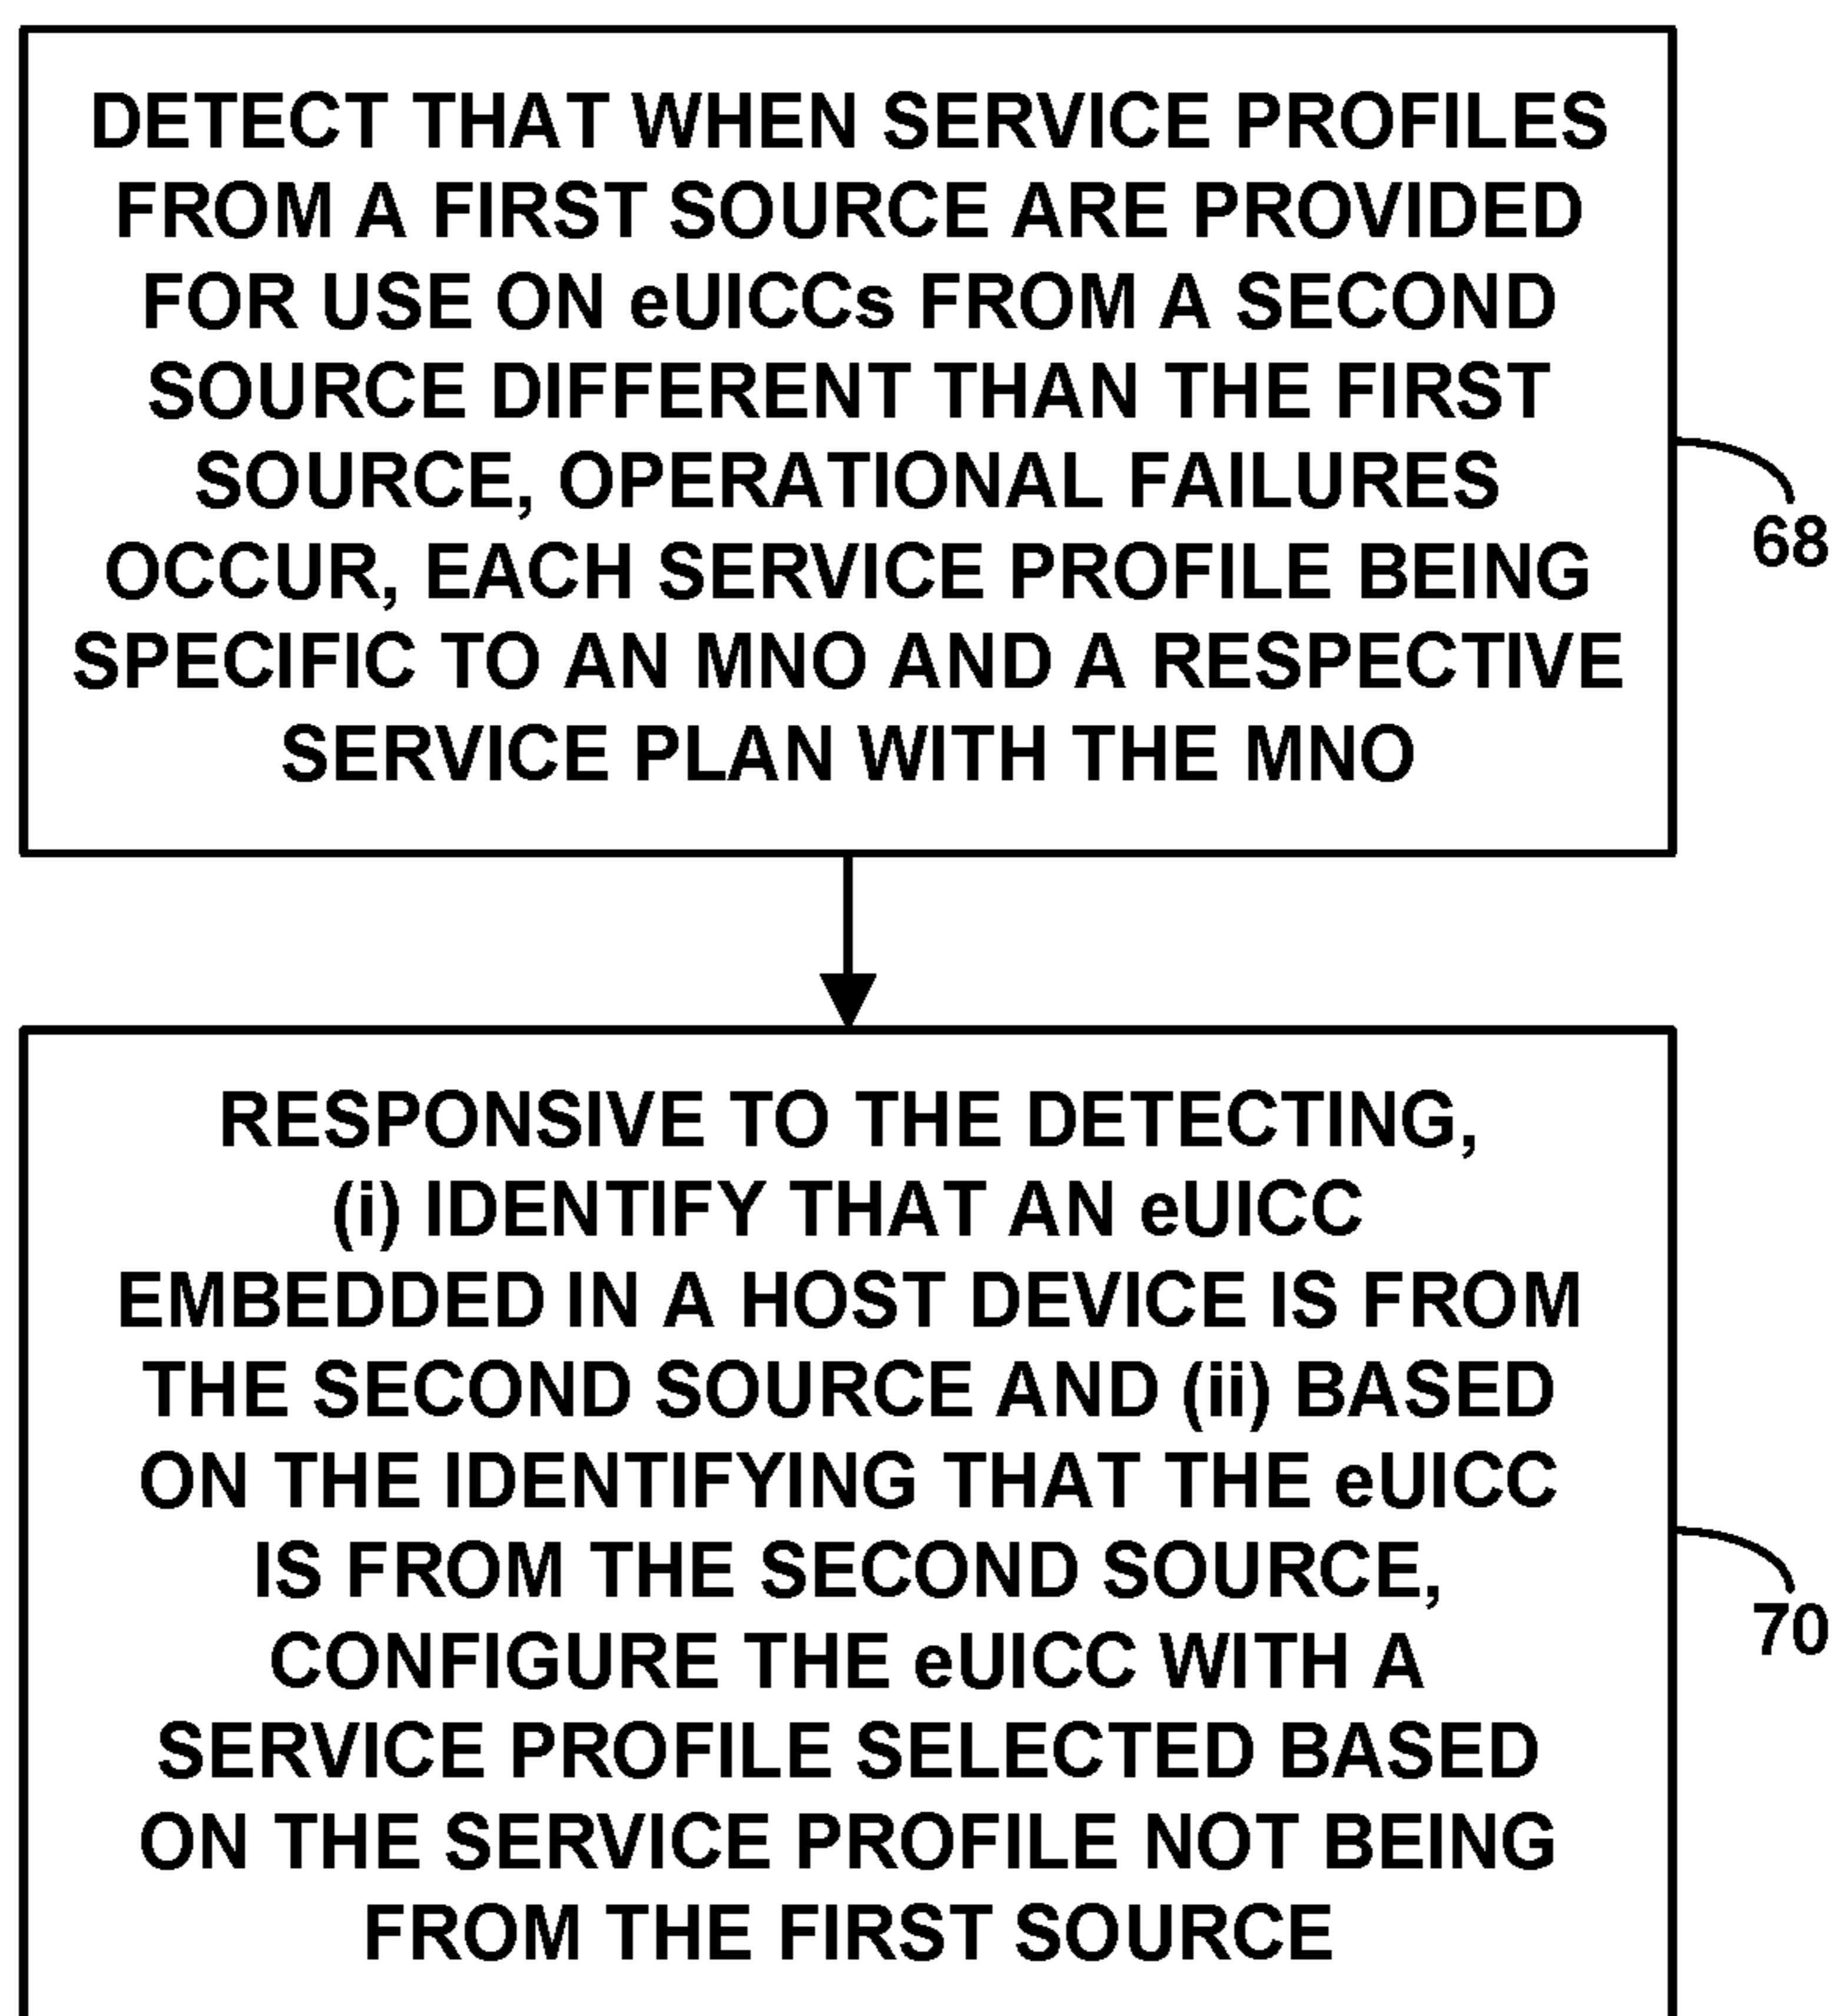 DETECT THAT WHEN SERVICE PROFILES
FROM A FIRST SOURCE ARE PROVIDED
FOR USE ON eUICCs FROM A SECOND
SOURCE DIFFERENT THAN THE FIRST
SOURCE, OPERATIONAL FAILURES
OCCUR, EACH SERVICE PROFILE BEING
SPECIFIC TO AN MNO AND A RESPECTIVE
SERVICE PLAN WITH THE MNO
68
RESPONSIVE TO THE DETECTING,
(i) IDENTIFY THAT AN eUICC
EMBEDDED IN A HOST DEVICE IS FROM
THE SECOND SOURCE AND (ii) BASED
ON THE IDENTIFYING THAT THE eUICC
IS FROM THE SECOND SOURCE,
CONFIGURE THE eUICC WITH A
SERVICE PROFILE SELECTED BASED
ON THE SERVICE PROFILE NOT BEING
FROM THE FIRST SOURCE
70